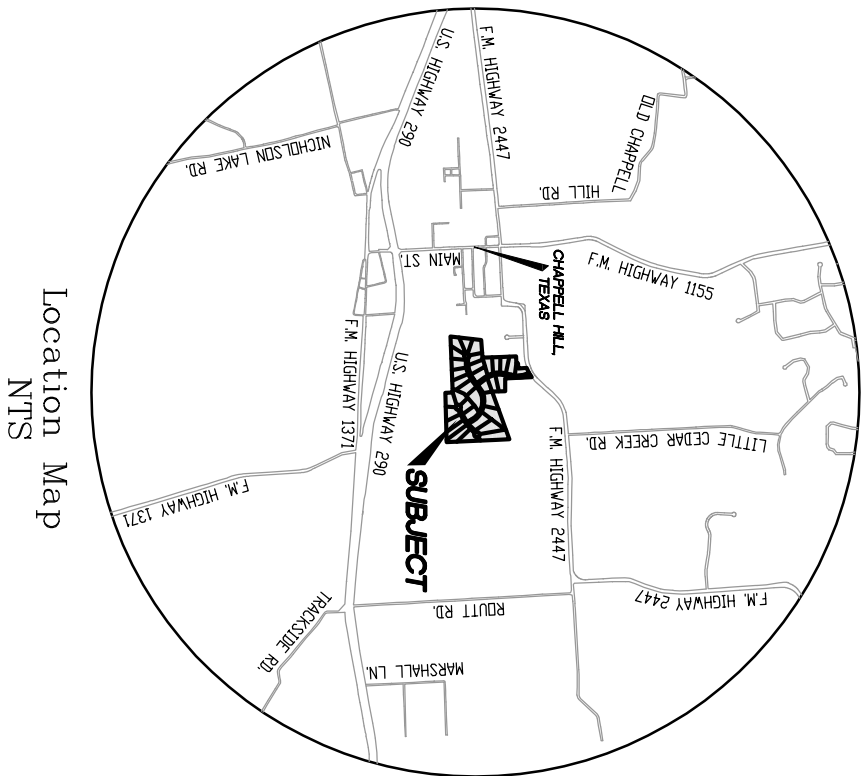 U.S. HIGHWAY 290
F.M. HIGHWAY 2447
OLD CHAPPELL
HILL RD.
NICHOLSON LAKE RD.
MAIN ST.
CHAPPELL HILL,
TEXAS
F.M. HIGHWAY 1155
F.M. HIGHWAY 1371
U.S. HIGHWAY 290
SUBJECT
F.M. HIGHWAY 2447
LITTLE CEDAR CREEK RD.
F.M. HIGHWAY 1371
F.M. HIGHWAY 2447
ROUTT RD.
TRACKSIDE RD.
MARSHALL LN.
Location Map
NTS